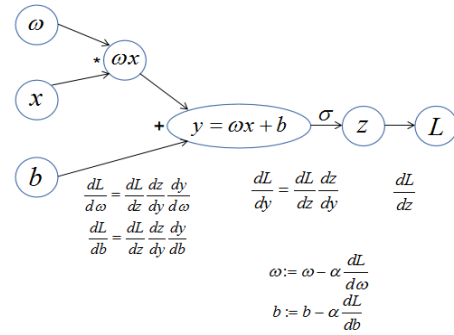 ω
* ωx
x
+ y = ωx + b σ z L
b
dL/dω = dL/dz dz/dy dy/dω
dL/dy = dL/dz dz/dy
dL/dz
dL/db = dL/dz dz/dy dy/db
ω := ω − α dL/dω
b := b − α dL/db